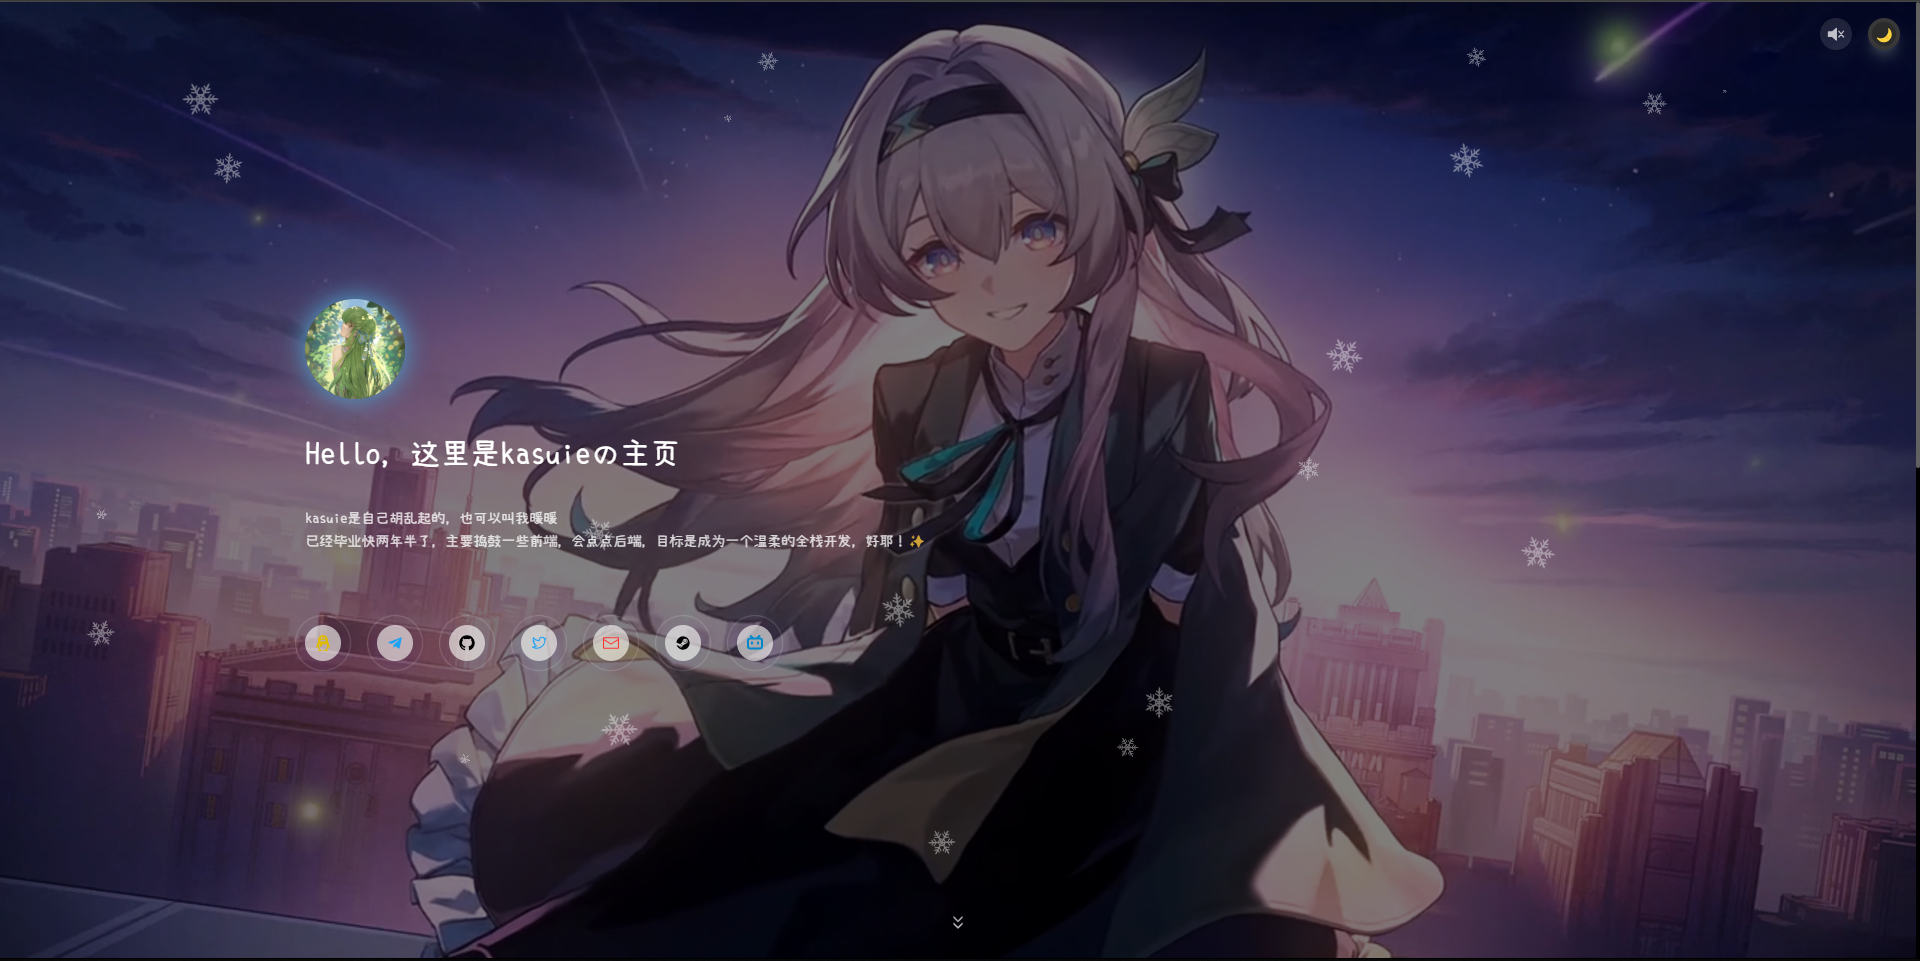 Hello, 这里是kasuieの主页
kasuie是自己胡乱起的，也可以叫我暖暖
已经毕业快两年半了，主要捣鼓一些前端，会点点后端，目标是成为一个温柔的全栈开发，好耶！✨